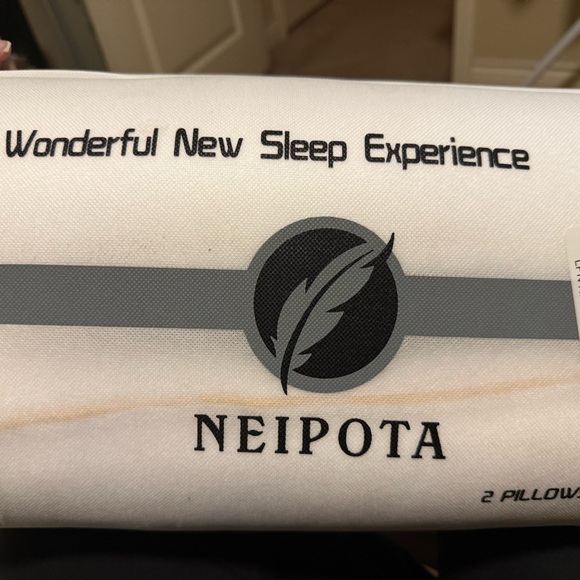 Wonderful New Sleep Experience
NEIPOTA
2 PILLOWS